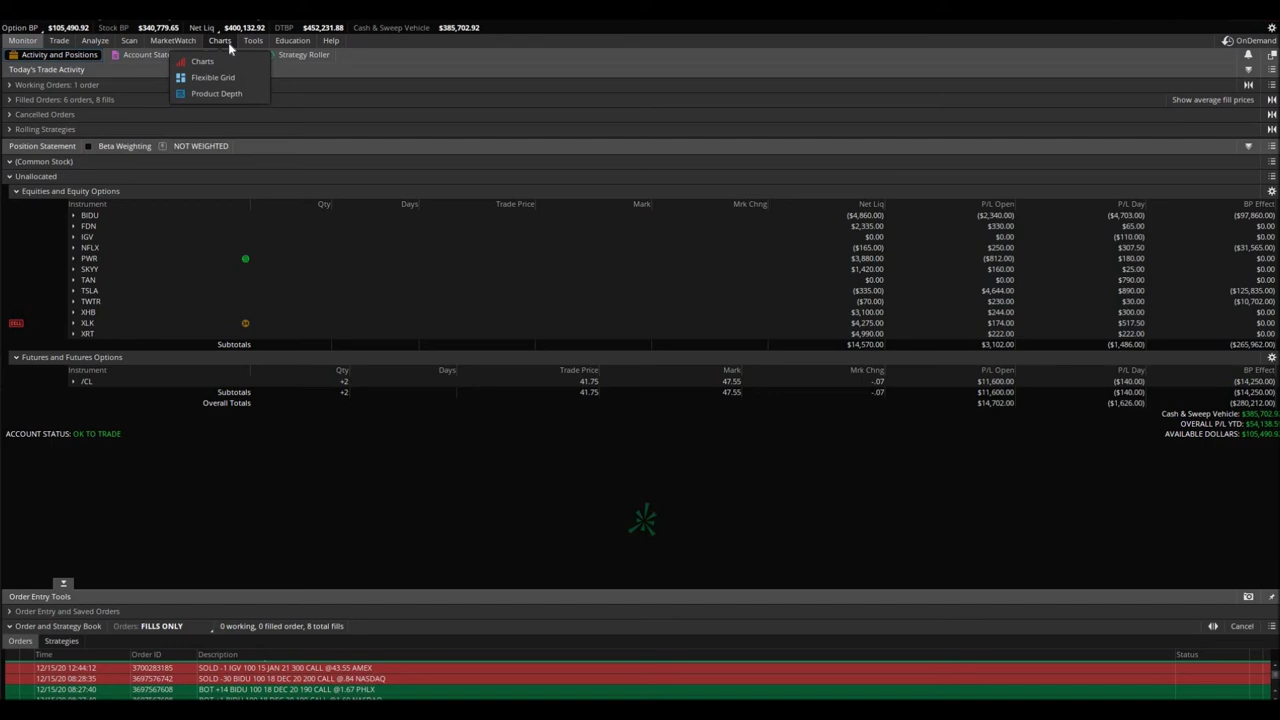 Option BP $105,490.92 Stock BP $340,779.65 Net Liq $400,132.92 DTBP $452,231.88 Cash & Sweep Vehicle $385,702.92
Monitor Trade Analyze Scan MarketWatch Charts Tools Education Help OnDemand
Activity and Positions Account Stat Strategy Roller
Charts
Flexible Grid
Product Depth
Today's Trade Activity
Working Orders: 1 order
Filled Orders: 6 orders, 8 fills Show average fill prices
Cancelled Orders
Rolling Strategies
Position Statement Beta Weighting NOT WEIGHTED
(Common Stock)
Unallocated
Equities and Equity Options
Instrument Qty Days Trade Price Mark Mrk Chng Net Liq P/L Open P/L Day BP Effect
BIDU ($4,860.00) ($2,340.00) ($4,703.00) ($97,860.00)
FDN $2,335.00 $330.00 $65.00 $0.00
IGV $0.00 $0.00 ($110.00) $0.00
NFLX ($165.00) $250.00 $307.50 ($31,565.00)
PWR $3,880.00 ($812.00) $180.00 $0.00
SKYY $1,420.00 $160.00 $25.00 $0.00
TAN $0.00 $0.00 $790.00 $0.00
TSLA ($335.00) $4,644.00 $890.00 ($125,835.00)
TWTR ($70.00) $230.00 $30.00 ($10,702.00)
XHB $3,100.00 $244.00 $300.00 $0.00
XLK $4,275.00 $174.00 $517.50 $0.00
XRT $4,990.00 $222.00 $222.00 $0.00
Subtotals $14,570.00 $3,102.00 ($1,486.00) ($265,962.00)
Futures and Futures Options
Instrument Qty Days Trade Price Mark Mrk Chng P/L Open P/L Day BP Effect
/CL +2 41.75 47.55 -.07 $11,600.00 ($140.00) ($14,250.00)
Subtotals +2 41.75 47.55 -.07 $11,600.00 ($140.00) ($14,250.00)
Overall Totals $14,702.00 ($1,626.00) ($280,212.00)
Cash & Sweep Vehicle: $385,702.92
OVERALL P/L YTD: $54,138.5
ACCOUNT STATUS: OK TO TRADE AVAILABLE DOLLARS: $105,490.92
Order Entry Tools
Order Entry and Saved Orders
Order and Strategy Book Orders: FILLS ONLY 0 working, 0 filled order, 8 total fills Cancel
Orders Strategies
Time Order ID Description Status
12/15/20 12:44:12 3700283185 SOLD -1 IGV 100 15 JAN 21 300 CALL @43.55 AMEX
12/15/20 08:28:35 3697576742 SOLD -30 BIDU 100 18 DEC 20 200 CALL @.84 NASDAQ
12/15/20 08:27:40 3697567608 BOT +14 BIDU 100 18 DEC 20 190 CALL @1.67 PHLX